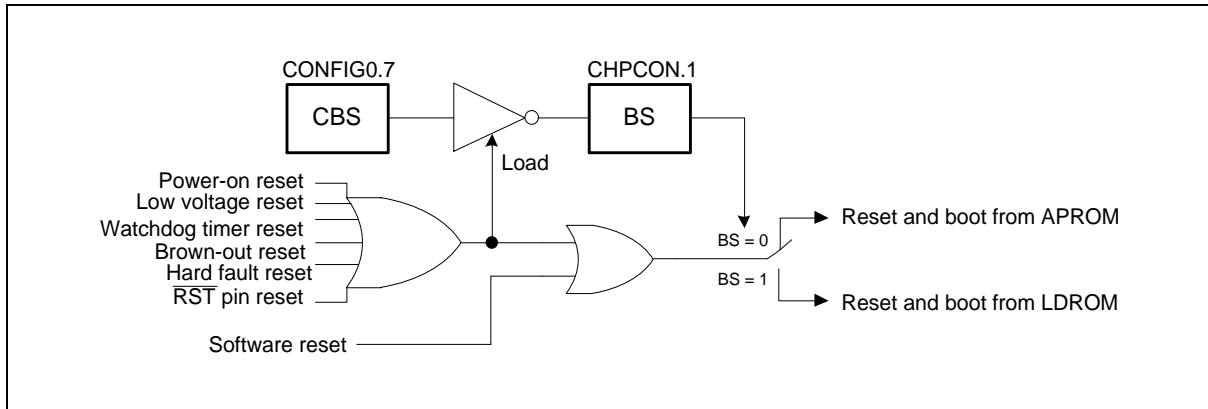 CONFIG0.7
CHPCON.1
CBS
BS
Load
Power-on reset
Low voltage reset
Watchdog timer reset
Brown-out reset
Hard fault reset
RST pin reset
Software reset
BS = 0
BS = 1
Reset and boot from APROM
Reset and boot from LDROM